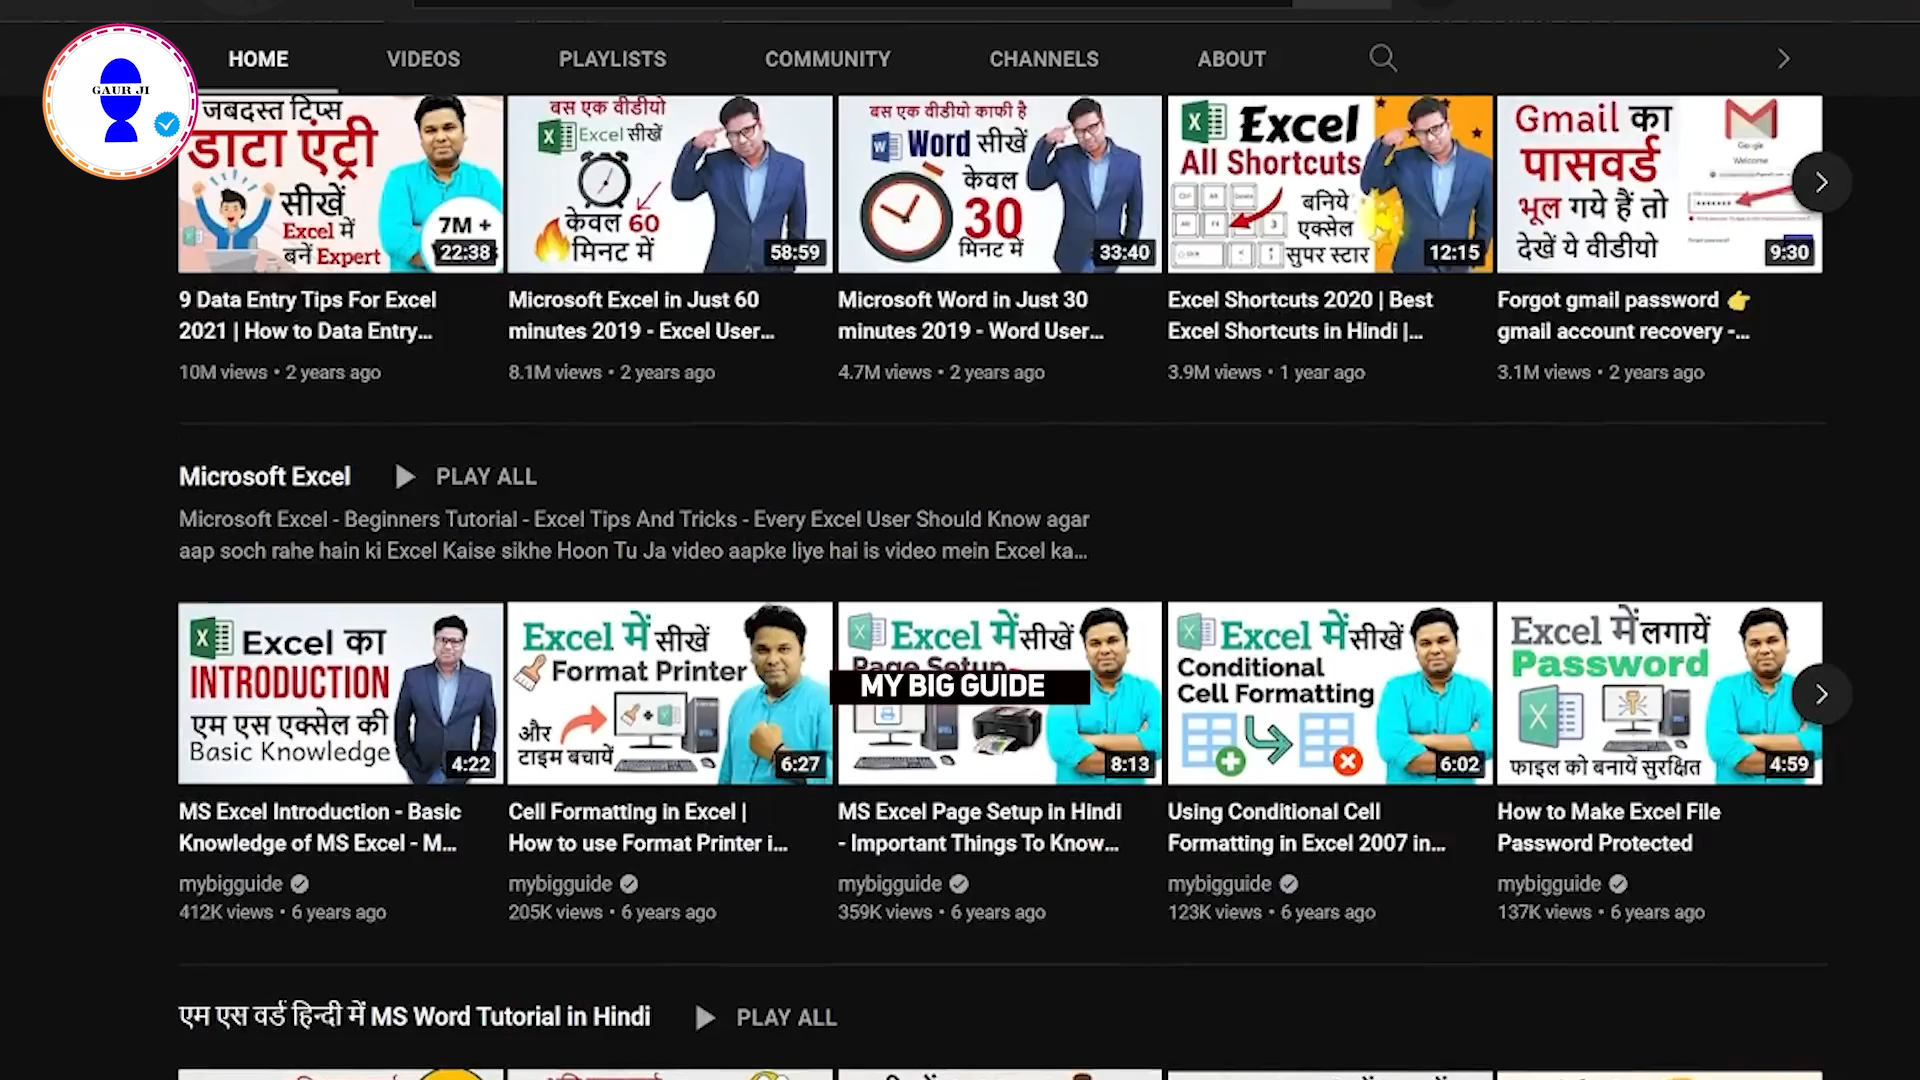 HOME VIDEOS PLAYLISTS COMMUNITY CHANNELS ABOUT
GAUR JI
जबदस्त टिप्स
डाटा एंट्री
सीखें
Excel में
बनें Expert
7M +
22:38
बस एक वीडीयो
Excel सीखें
केवल 60
मिनट में
58:59
बस एक वीडीयो काफी है
Word सीखें
केवल
30
मिनट में
33:40
Excel
All Shortcuts
बनिये
एक्सेल
सुपर स्टार
12:15
Gmail का
पासवर्ड
भूल गये हैं तो
देखें ये वीडीयो
Google
Welcome
9:30
9 Data Entry Tips For Excel
2021 | How to Data Entry...
10M views • 2 years ago
Microsoft Excel in Just 60
minutes 2019 - Excel User...
8.1M views • 2 years ago
Microsoft Word in Just 30
minutes 2019 - Word User...
4.7M views • 2 years ago
Excel Shortcuts 2020 | Best
Excel Shortcuts in Hindi |...
3.9M views • 1 year ago
Forgot gmail password 👉
gmail account recovery -...
3.1M views • 2 years ago
Microsoft Excel PLAY ALL
Microsoft Excel - Beginners Tutorial - Excel Tips And Tricks - Every Excel User Should Know agar
aap soch rahe hain ki Excel Kaise sikhe Hoon Tu Ja video aapke liye hai is video mein Excel ka...
Excel का
INTRODUCTION
एम एस एक्सेल की
Basic Knowledge
4:22
Excel में सीखें
Format Printer
और
टाइम बचायें
6:27
Excel में सीखें
Page Setup
MY BIG GUIDE
8:13
Excel में सीखें
Conditional
Cell Formatting
6:02
Excel में लगायें
Password
फाइल को बनायें सुरक्षित
4:59
MS Excel Introduction - Basic
Knowledge of MS Excel - M...
mybigguide
412K views • 6 years ago
Cell Formatting in Excel |
How to use Format Printer i...
mybigguide
205K views • 6 years ago
MS Excel Page Setup in Hindi
- Important Things To Know...
mybigguide
359K views • 6 years ago
Using Conditional Cell
Formatting in Excel 2007 in...
mybigguide
123K views • 6 years ago
How to Make Excel File
Password Protected
mybigguide
137K views • 6 years ago
एम एस वर्ड हिन्दी में MS Word Tutorial in Hindi PLAY ALL